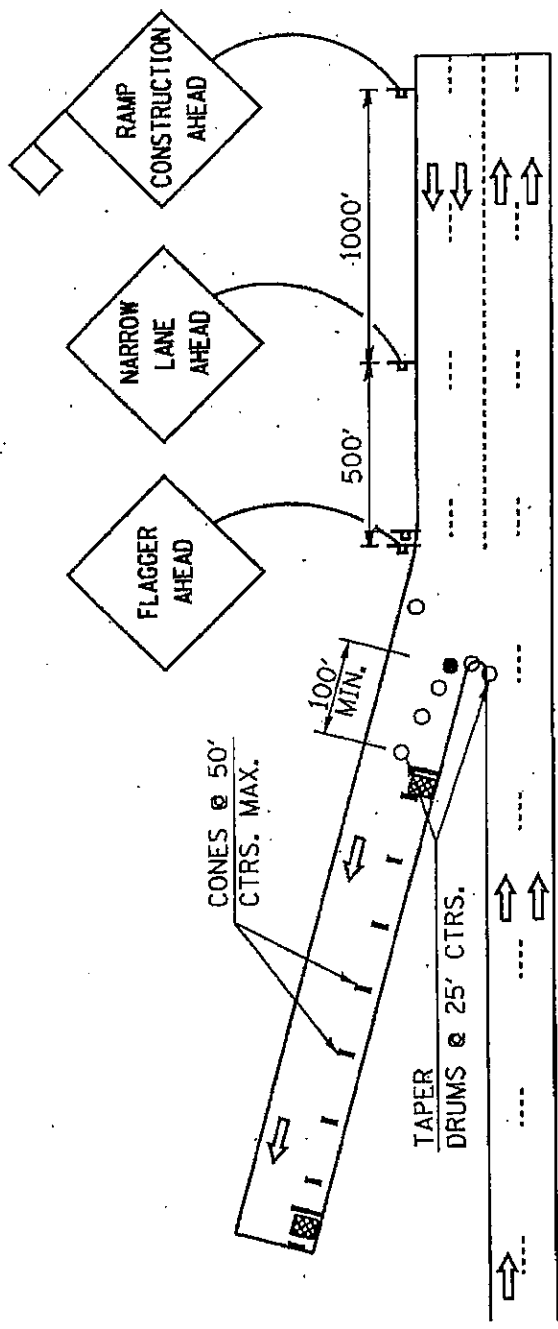 RAMP
CONSTRUCTION
AHEAD
NARROW
LANE
AHEAD
FLAGGER
AHEAD
1000'
500'
100'
MIN.
CONES @ 50'
CTRS. MAX.
TAPER
DRUMS @ 25' CTRS.